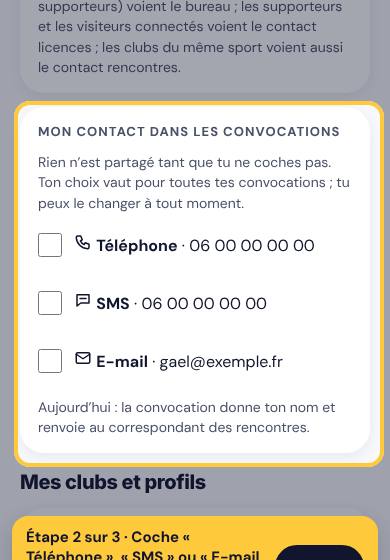 supporteurs) voient le bureau ; les supporteurs
et les visiteurs connectés voient le contact
licences ; les clubs du même sport voient aussi
le contact rencontres.
MON CONTACT DANS LES CONVOCATIONS
Rien n’est partagé tant que tu ne coches pas.
Ton choix vaut pour toutes tes convocations ; tu
peux le changer à tout moment.
Téléphone · 06 00 00 00 00
SMS · 06 00 00 00 00
E-mail · gael@exemple.fr
Aujourd’hui : la convocation donne ton nom et
renvoie au correspondant des rencontres.
Mes clubs et profils
Étape 2 sur 3 · Coche «
Téléphone », « SMS » ou « E-mail